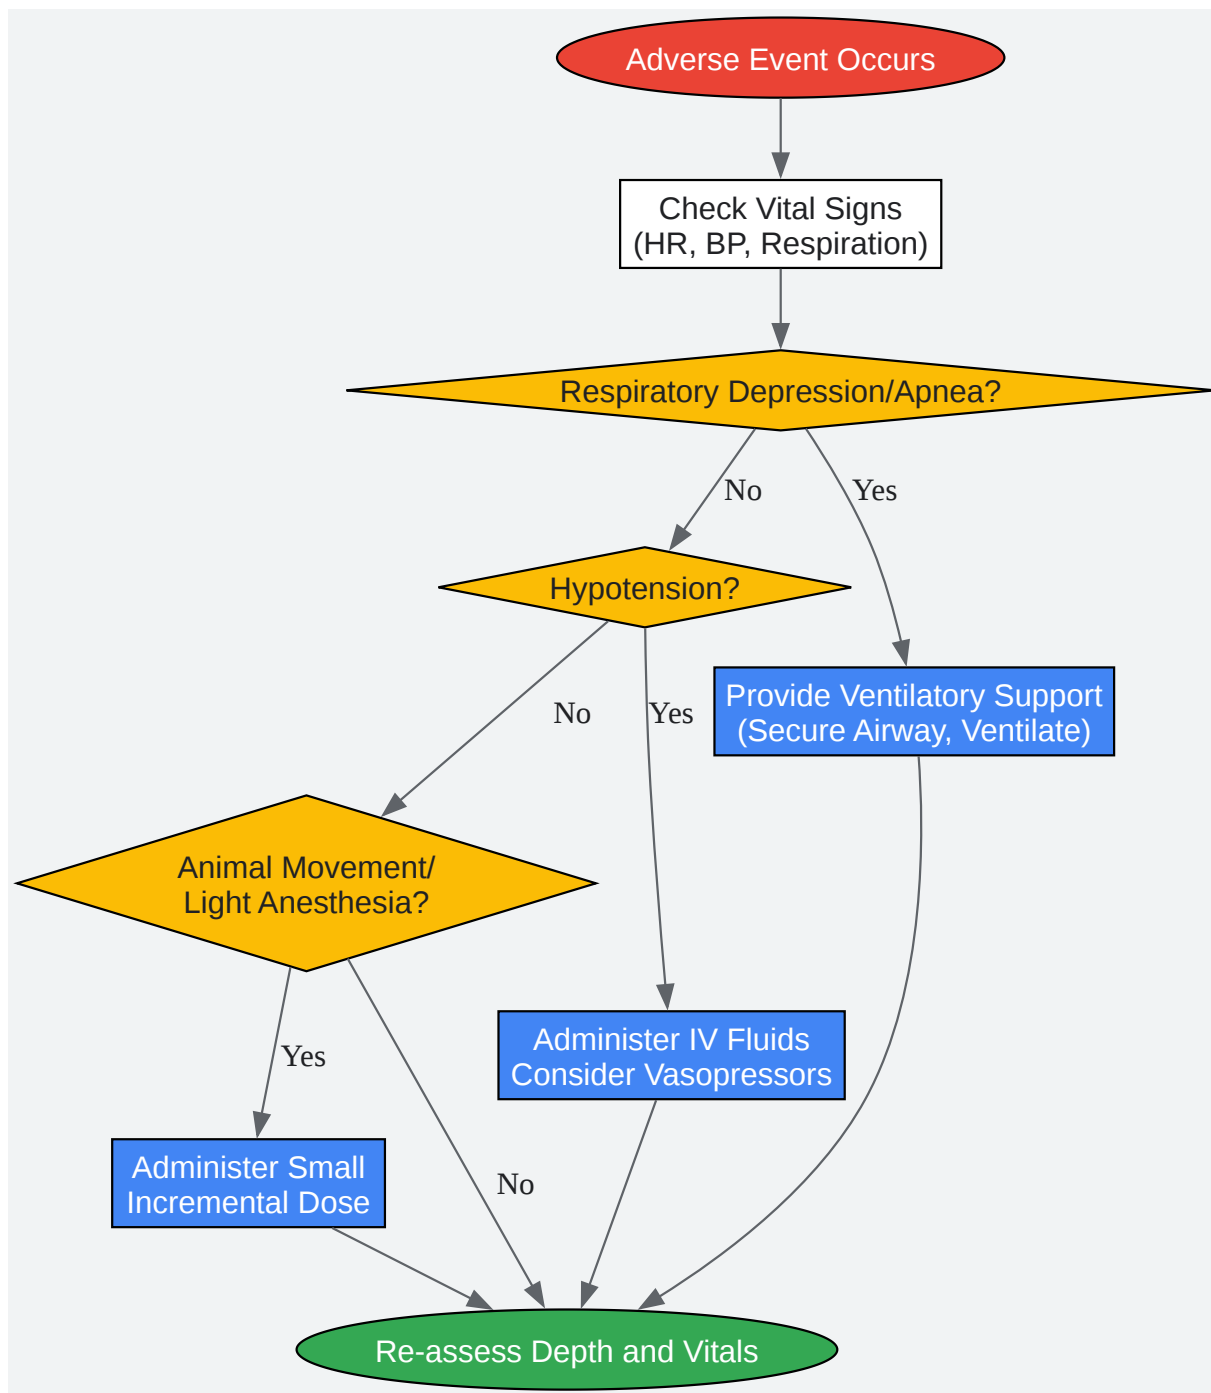 Adverse Event Occurs
Check Vital Signs
(HR, BP, Respiration)
Respiratory Depression/Apnea?
No
Yes
Hypotension?
Provide Ventilatory Support
(Secure Airway, Ventilate)
No
Yes
Animal Movement/
Light Anesthesia?
Administer IV Fluids
Consider Vasopressors
Yes
Administer Small
Incremental Dose
No
Re-assess Depth and Vitals